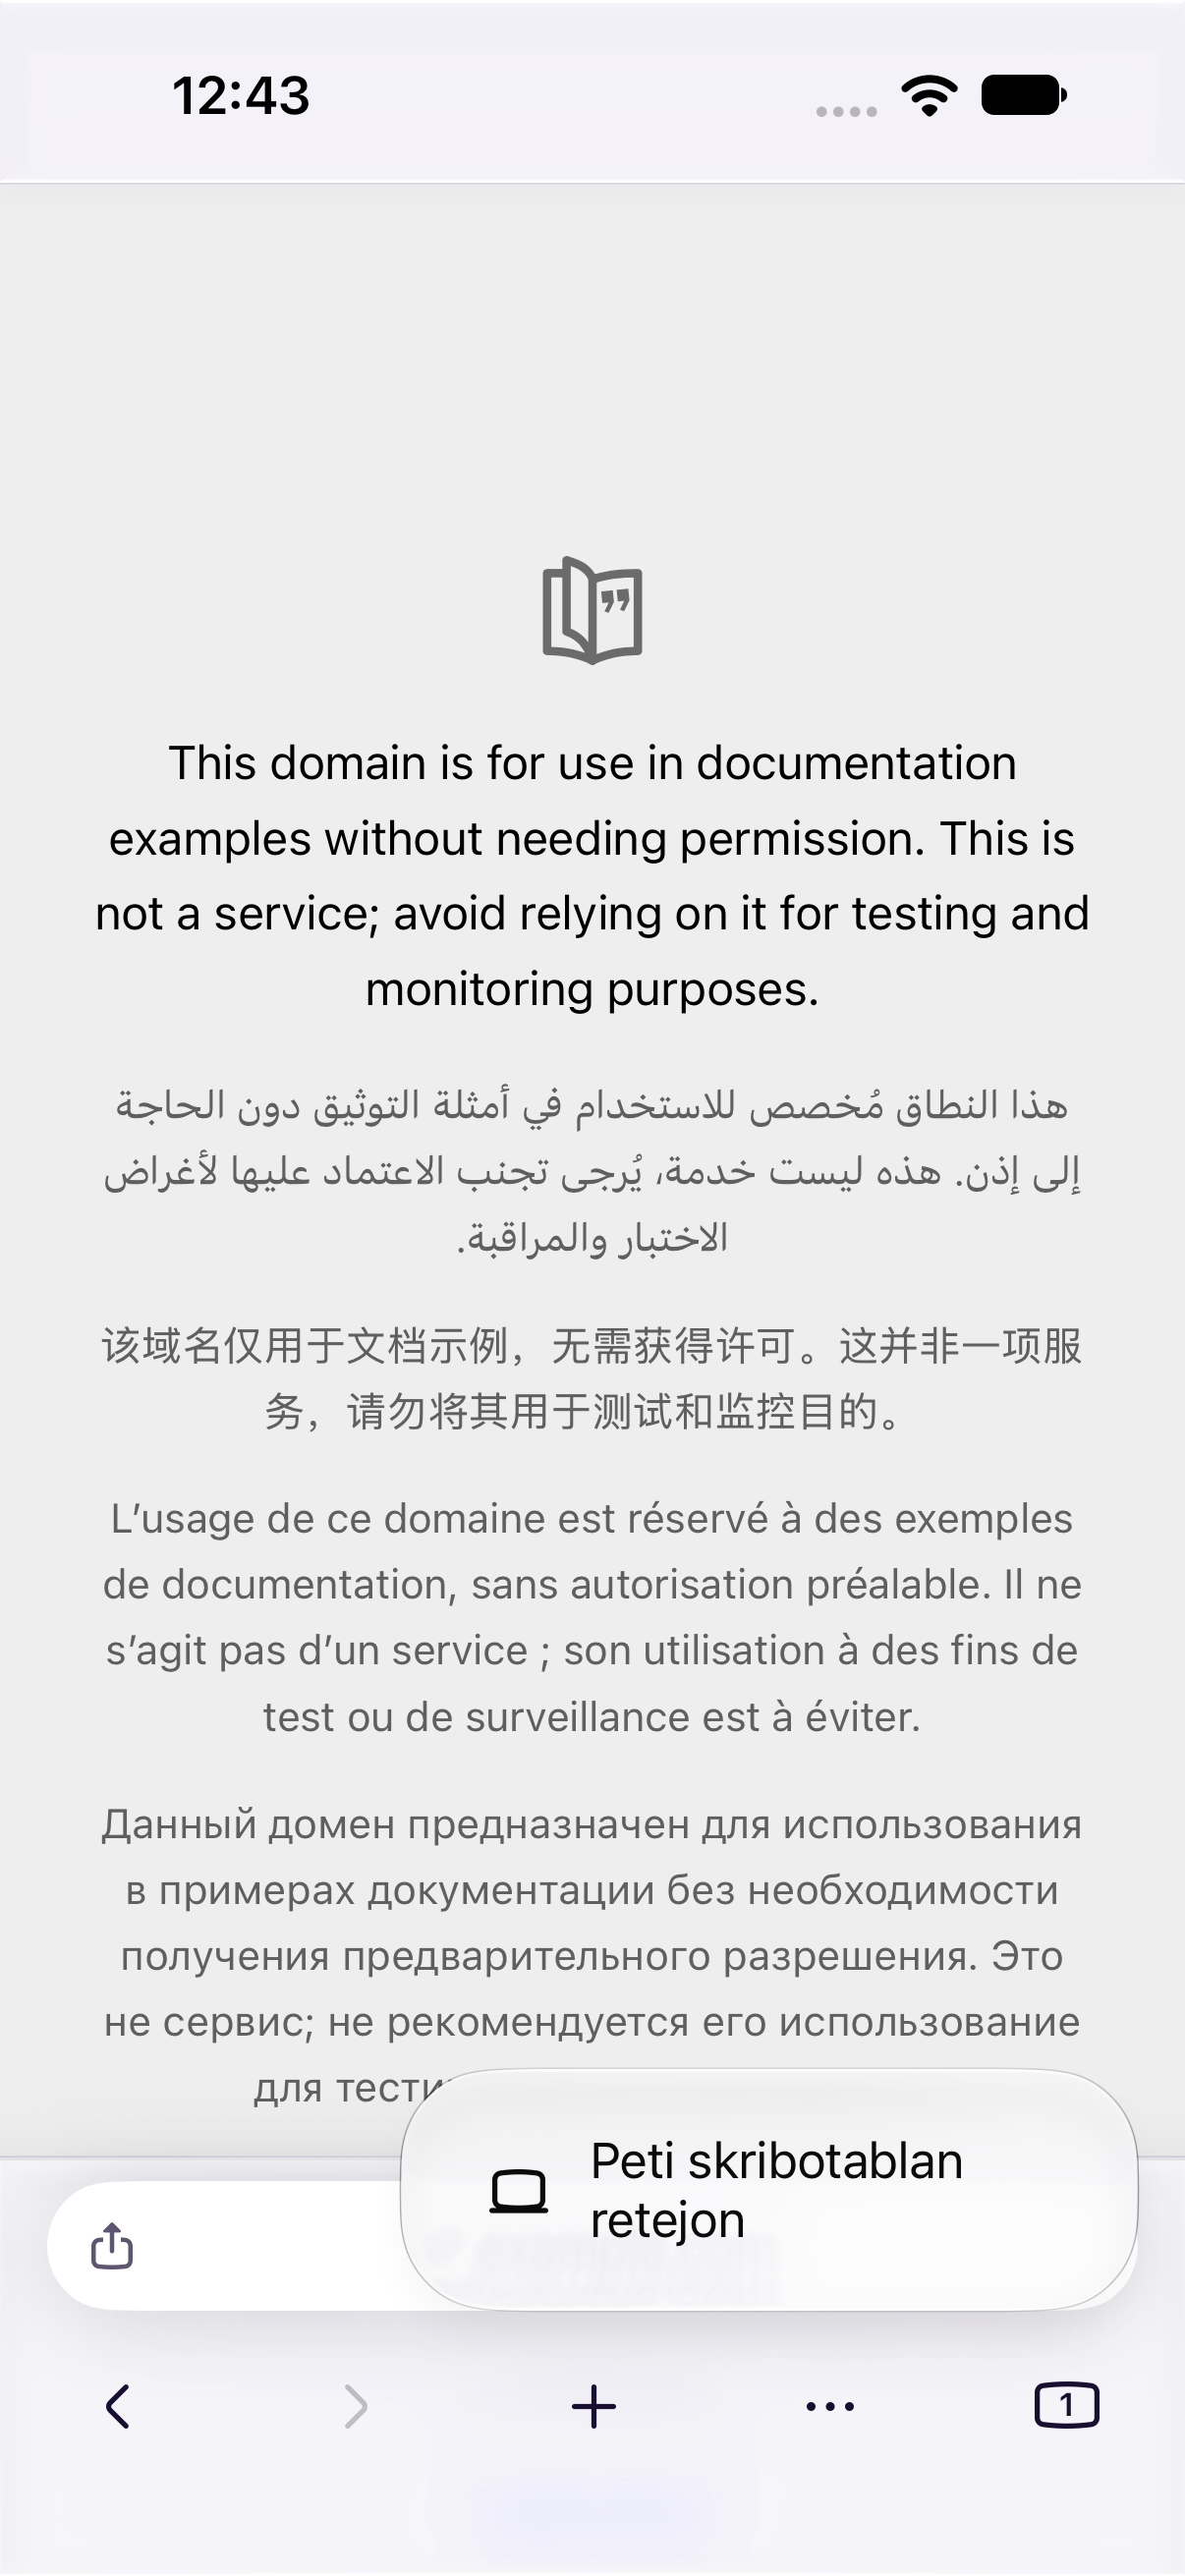 12:43
This domain is for use in documentation
examples without needing permission. This is
not a service; avoid relying on it for testing and
monitoring purposes.
هذا النطاق مُخصص للاستخدام في أمثلة التوثيق دون الحاجة
إلى إذن. هذه ليست خدمة، يُرجى تجنب الاعتماد عليها لأغراض
الاختبار والمراقبة.
该域名仅用于文档示例，无需获得许可。这并非一项服
务，请勿将其用于测试和监控目的。
L’usage de ce domaine est réservé à des exemples
de documentation, sans autorisation préalable. Il ne
s’agit pas d’un service ; son utilisation à des fins de
test ou de surveillance est à éviter.
Данный домен предназначен для использования
в примерах документации без необходимости
получения предварительного разрешения. Это
не сервис; не рекомендуется его использование
для
Peti skribotablan
retejon
1